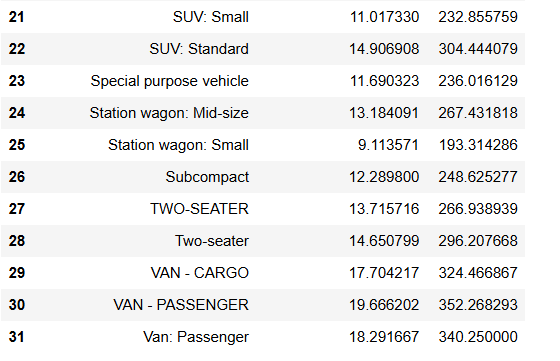 21 SUV: Small 11.017330 232.855759
22 SUV: Standard 14.906908 304.444079
23 Special purpose vehicle 11.690323 236.016129
24 Station wagon: Mid-size 13.184091 267.431818
25 Station wagon: Small 9.113571 193.314286
26 Subcompact 12.289800 248.625277
27 TWO-SEATER 13.715716 266.938939
28 Two-seater 14.650799 296.207668
29 VAN - CARGO 17.704217 324.466867
30 VAN - PASSENGER 19.666202 352.268293
31 Van: Passenger 18.291667 340.250000